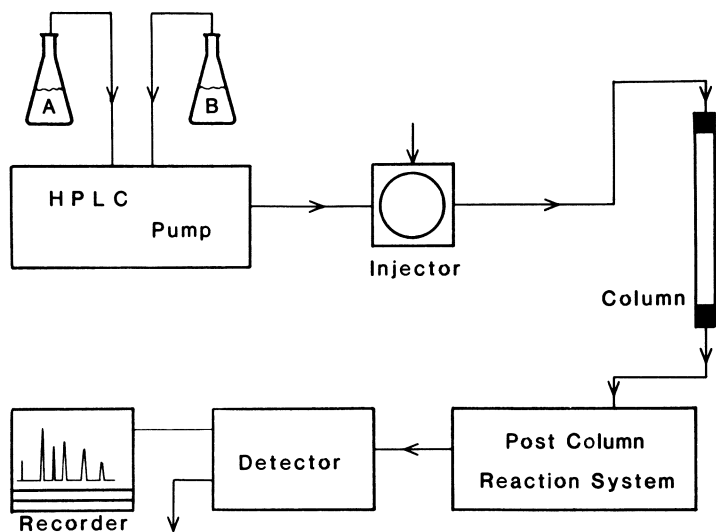 A
B
HPLC
Pump
Injector
Column
Post Column
Reaction System
Detector
Recorder